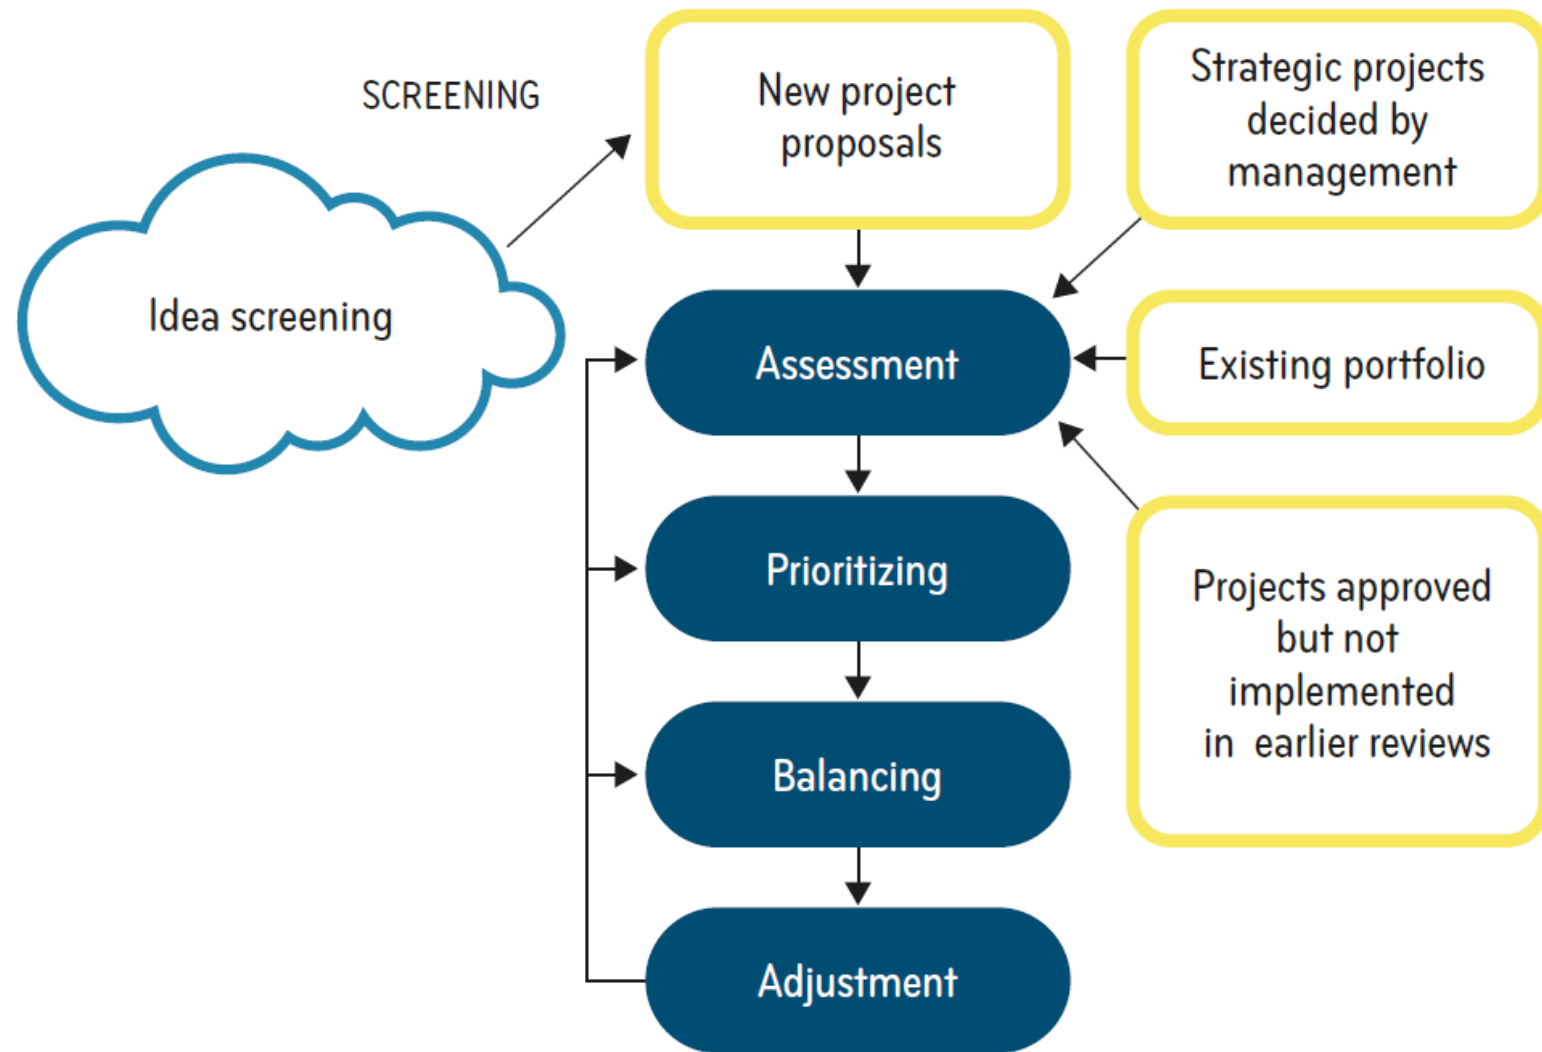 SCREENING
New project
proposals
Strategic projects
decided by
management
Idea screening
Assessment
Existing portfolio
Prioritizing
Projects approved
but not
implemented
in earlier reviews
Balancing
Adjustment